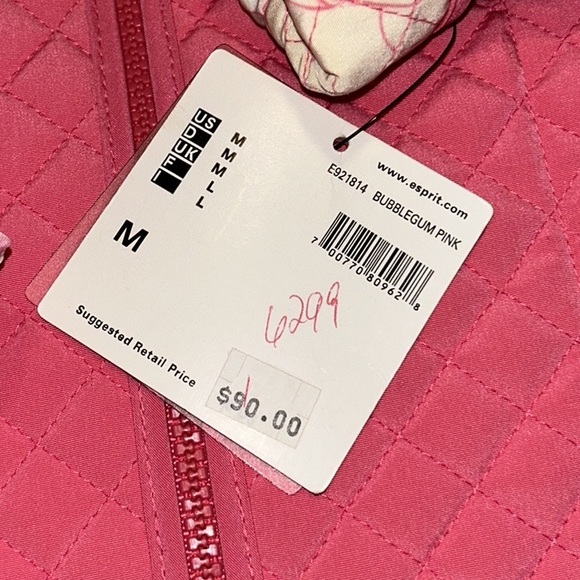 www.esprit.com
E921814 BUBBLEGUM PINK
7 00770 80962 8
US M
D M
UK M
F L
I L
M
6299
Suggested Retail Price
$90.00